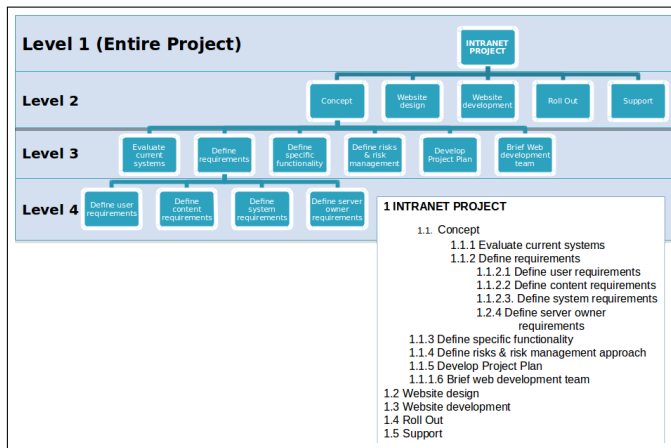 Level 1 (Entire Project)
INTRANET
PROJECT
Level 2
Concept
Website
design
Website
development
Roll Out
Support
Level 3
Evaluate
current
systems
Define
requirements
Define
specific
functionality
Define risks
& risk
management
Develop
Project Plan
Brief Web
development
team
Level 4
Define user
requirements
Define
content
requirements
Define
system
requirements
Define server
owner
requirements
1 INTRANET PROJECT
1.1. Concept
1.1.1 Evaluate current systems
1.1.2 Define requirements
1.1.2.1 Define user requirements
1.1.2.2 Define content requirements
1.1.2.3. Define system requirements
1.2.4 Define server owner
requirements
1.1.3 Define specific functionality
1.1.4 Define risks & risk management approach
1.1.5 Develop Project Plan
1.1.1.6 Brief web development team
1.2 Website design
1.3 Website development
1.4 Roll Out
1.5 Support